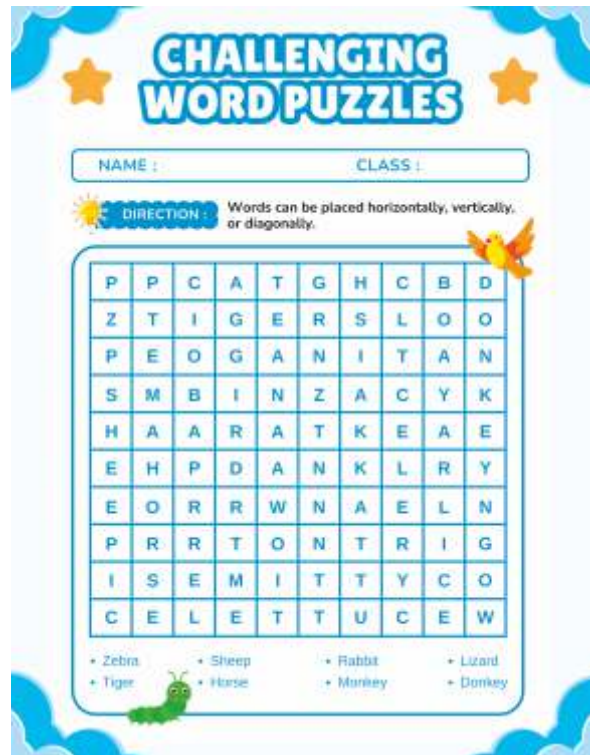 CHALLENGING
WORD PUZZLES
NAME : CLASS :
DIRECTION : Words can be placed horizontally, vertically,
or diagonally.
P P C A T G H C B D
Z T I G E R S L O O
P E O G A N I T A N
S M B I N Z A C Y K
H A A R A T K E A E
E H P D A N K L R Y
E O R R W N A E L N
P R R T O N T R I G
I S E M I T T Y C O
C E L E T T U C E W
• Zebra • Sheep • Rabbit • Lizard
• Tiger • Horse • Monkey • Donkey